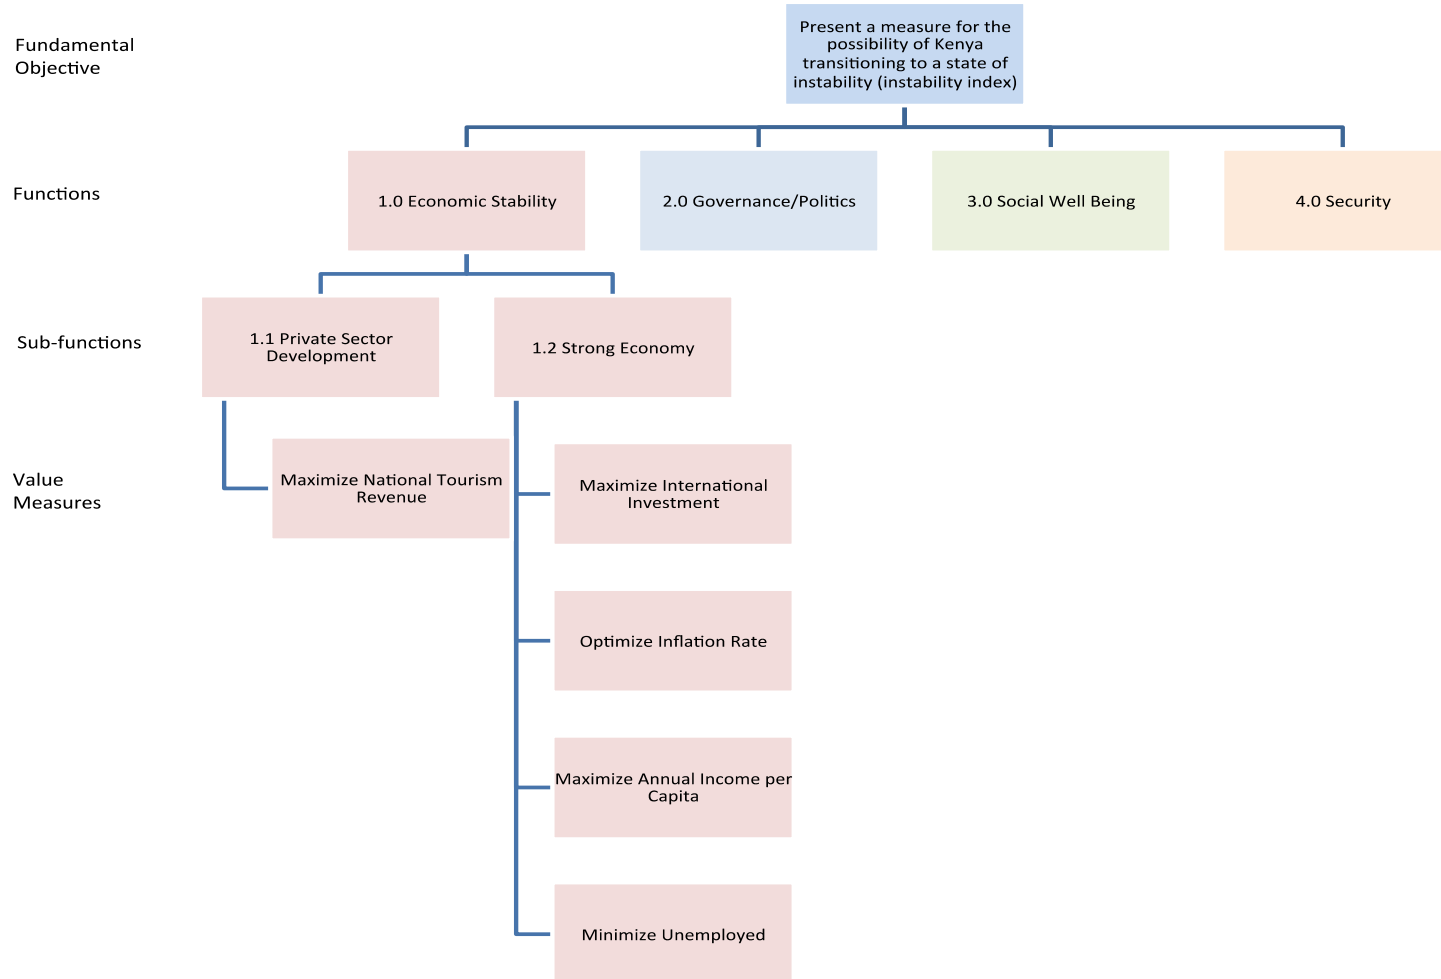 Fundamental
Objective
Present a measure for the
possibility of Kenya
transitioning to a state of
instability (instability index)
Functions
1.0 Economic Stability
2.0 Governance/Politics
3.0 Social Well Being
4.0 Security
Sub-functions
1.1 Private Sector
Development
1.2 Strong Economy
Value
Measures
Maximize National Tourism
Revenue
Maximize International
Investment
Optimize Inflation Rate
Maximize Annual Income per
Capita
Minimize Unemployed